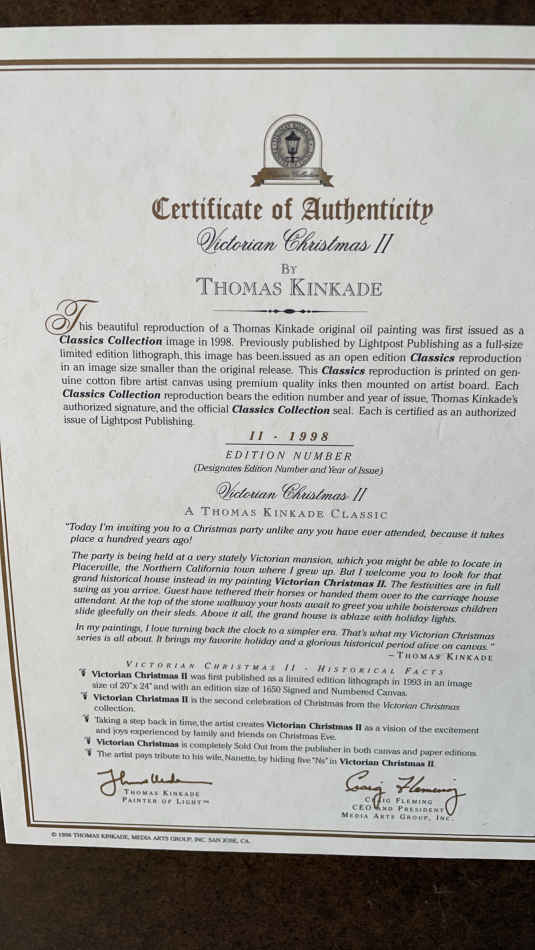 Certificate of Authenticity
Victorian Christmas II
BY
THOMAS KINKADE
This beautiful reproduction of a Thomas Kinkade original oil painting was first issued as a
Classics Collection image in 1998. Previously published by Lightpost Publishing as a full-size
limited edition lithograph, this image has been issued as an open edition Classics reproduction
in an image size smaller than the original release. This Classics reproduction is printed on gen-
uine cotton fibre artist canvas using premium quality inks then mounted on artist board. Each
Classics Collection reproduction bears the edition number and year of issue, Thomas Kinkade's
authorized signature, and the official Classics Collection seal. Each is certified as an authorized
issue of Lightpost Publishing.
II - 1998
EDITION NUMBER
(Designates Edition Number and Year of Issue)
Victorian Christmas II
A THOMAS KINKADE CLASSIC
"Today I'm inviting you to a Christmas party unlike any you have ever attended, because it takes
place a hundred years ago!
The party is being held at a very stately Victorian mansion, which you might be able to locate in
Placerville, the Northern California town where I grew up. But I welcome you to look for that
grand historical house instead in my painting Victorian Christmas II. The festivities are in full
swing as you arrive. Guest have tethered their horses or handed them over to the carriage house
attendant. At the top of the stone walkway your hosts await to greet you while boisterous children
slide gleefully on their sleds. Above it all, the grand house is ablaze with holiday lights.
In my paintings, I love turning back the clock to a simpler era. That's what my Victorian Christmas
series is all about. It brings my favorite holiday and a glorious historical period alive on canvas."
– THOMAS KINKADE
VICTORIAN CHRISTMAS II - HISTORICAL FACTS
Victorian Christmas II was first published as a limited edition lithograph in 1993 in an image
size of 20"x 24" and with an edition size of 1650 Signed and Numbered Canvas.
Victorian Christmas II is the second celebration of Christmas from the Victorian Christmas
collection.
Taking a step back in time, the artist creates Victorian Christmas II as a vision of the excitement
and joys experienced by family and friends on Christmas Eve.
Victorian Christmas is completely Sold Out from the publisher in both canvas and paper editions.
The artist pays tribute to his wife, Nanette, by hiding five "Ns" in Victorian Christmas II.
THOMAS KINKADE
PAINTER OF LIGHT™
Craig Fleming
CRAIG FLEMING
CEO AND PRESIDENT
MEDIA ARTS GROUP, INC.
© 1998 THOMAS KINKADE, MEDIA ARTS GROUP, INC. SAN JOSE, CA.